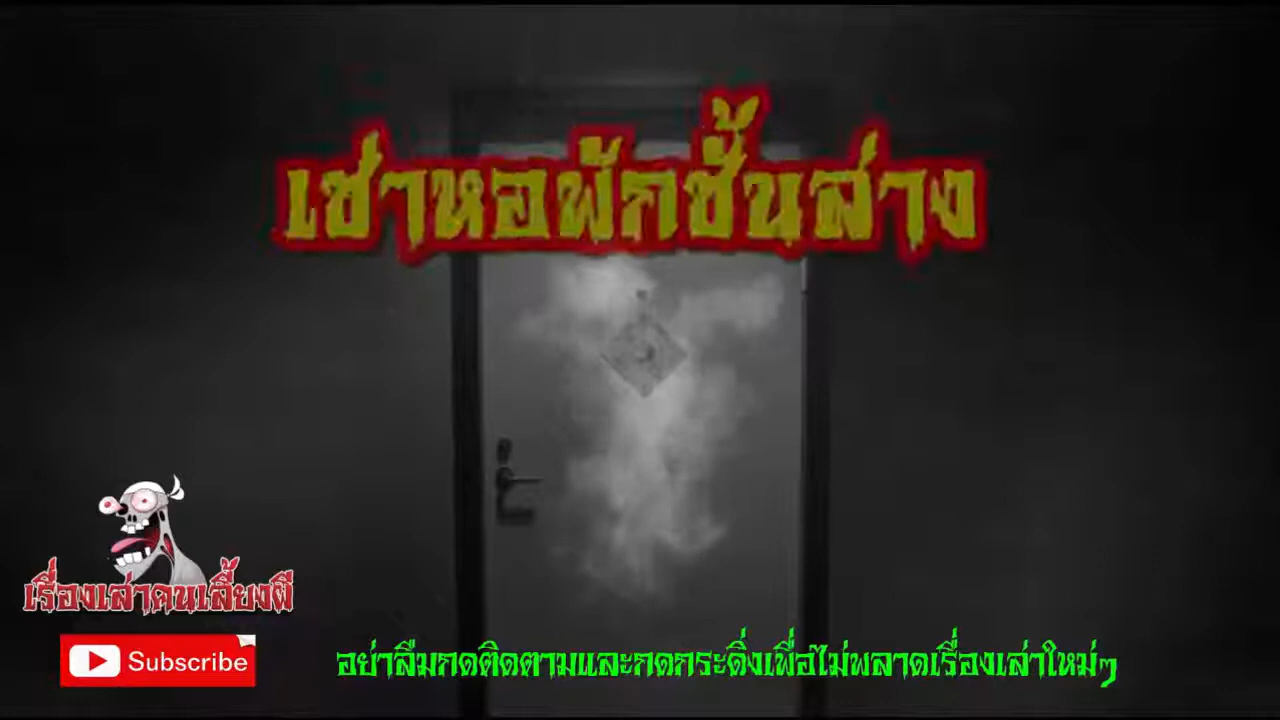 เช่าหอพักชั้นล่าง
เรื่องเล่าคนเลี้ยงผี
Subscribe
อย่าลืมกดติดตามและกดกระดิ่งเพื่อไม่พลาดเรื่องเล่าใหม่ๆ